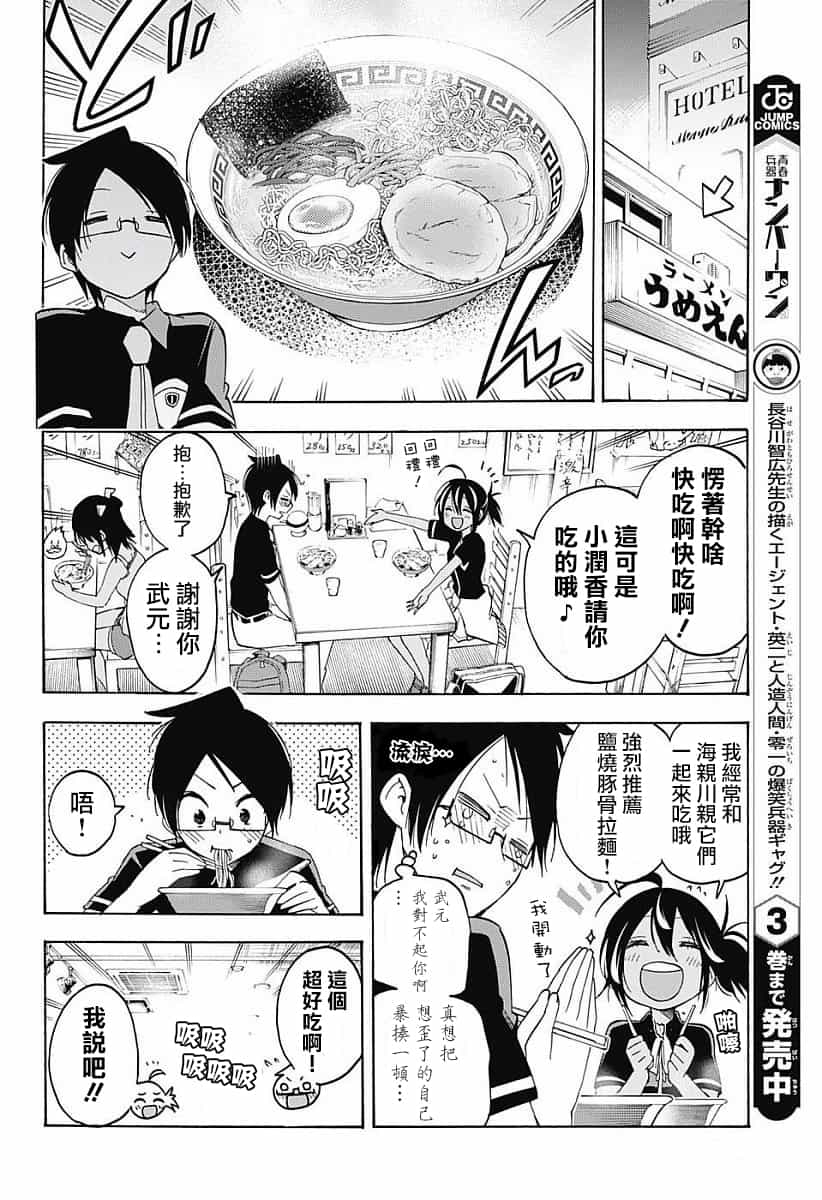 HOTEL
ラーメン
うめえん
ド
ン
愣著幹啥
快吃啊快吃啊!
這可是
小潤香請你
吃的哦♪
回禮
回禮
抱…抱歉了
謝謝你
武元…
我經常和
海親川親它們
一起來吃哦
強烈推薦
鹽燒豚骨拉麵!
流淚…
我開動了
啪嚓
武元
我對不起你啊
…
真想把
想歪了的自己
暴揍一頓…
吸吸
唔!
這個
超好吃啊!
吸吸
吸吸吸
我說吧!!
JUMP
COMICS
青春
兵器
ナンバーワン
長谷川智広先生の描くエージェント・英二と人造人間・零一の爆笑兵器ギャグ!!
3
巻まで発売中